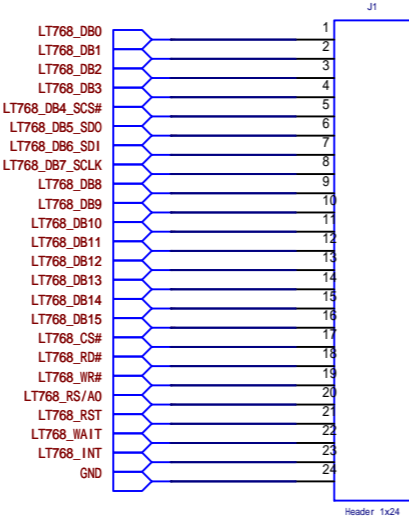 J1
LT768_DB0 1
LT768_DB1 2
LT768_DB2 3
LT768_DB3 4
LT768_DB4_SCS# 5
LT768_DB5_SDO 6
LT768_DB6_SDI 7
LT768_DB7_SCLK 8
LT768_DB8 9
LT768_DB9 10
LT768_DB10 11
LT768_DB11 12
LT768_DB12 13
LT768_DB13 14
LT768_DB14 15
LT768_DB15 16
LT768_CS# 17
LT768_RD# 18
LT768_WR# 19
LT768_RS/A0 20
LT768_RST 21
LT768_WAIT 22
LT768_INT 23
GND 24
Header 1x24